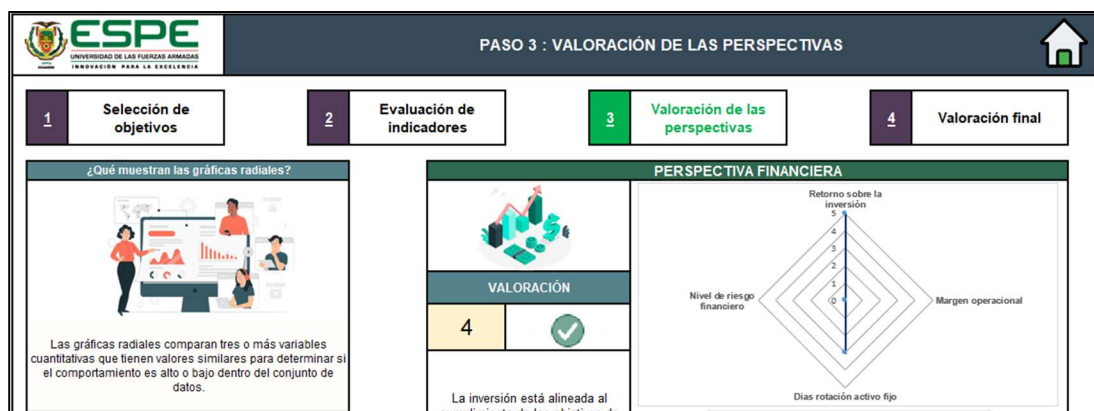 ESPE
UNIVERSIDAD DE LAS FUERZAS ARMADAS
INNOVACIÓN PARA LA EXCELENCIA
PASO 3 : VALORACIÓN DE LAS PERSPECTIVAS
1
Selección de
objetivos
2
Evaluación de
indicadores
3
Valoración de las
perspectivas
4
Valoración final
¿Qué muestran las gráficas radiales?
Las gráficas radiales comparan tres o más variables
cuantitativas que tienen valores similares para determinar si
el comportamiento es alto o bajo dentro del conjunto de
datos.
PERSPECTIVA FINANCIERA
VALORACIÓN
4
La inversión está alineada al
Retorno sobre la
inversión
5
4
3
2
1
0
Nivel de riesgo
financiero
Margen operacional
Dias rotación activo fijo